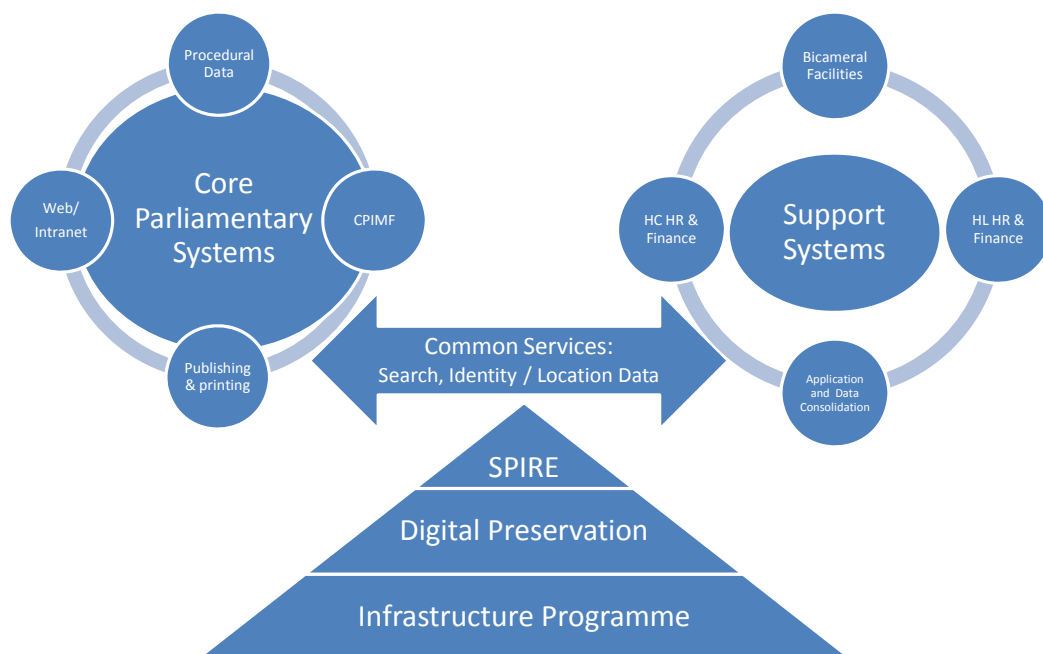 Procedural
Data
Core
Parliamentary
Systems
Web/
Intranet
CPIMF
Publishing
& printing
Bicameral
Facilities
HC HR &
Finance
Support
Systems
HL HR &
Finance
Application
and Data
Consolidation
Common Services:
Search, Identity / Location Data
SPIRE
Digital Preservation
Infrastructure Programme